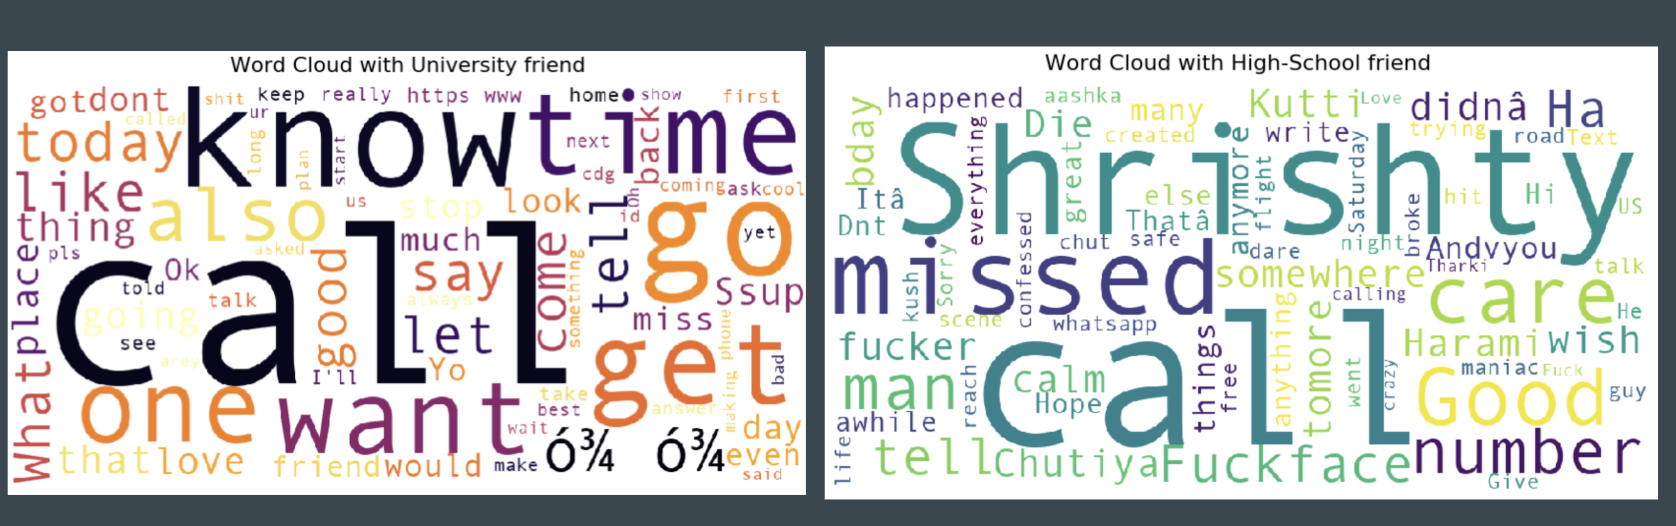 Word Cloud with University friend
gotdont
shit
keep
really
https
www
home
show
first
called
ur
today
know
time
long
plan
start
next
back
cdg
coming
ask
cool
like
us
stop
look
id
Oh
thing
also
tell
go
yet
pls
asked
much
Ok
told
good
say
come
something
Ssup
talk
always
going
see
call
let
miss
phone
Whatplace
arey
I'll
Yo
get
bad
one
want
take
best
answer
making
wait
day
Ó¾ Ó¾
even
thatlove
friend
would
make
said
Word Cloud with High-School friend
happened
aashka
many
Kutti
Love
didnâ
Ha
bday
everything
Die
created
write
trying
road
Text
Shrishty
great
anymore
flight
Saturday
Itâ
else
hit
Hi
US
Dnt
Thatâ
broke
chut
safe
night
Andvyou
dare
missed
kush
Sorry
confessed
somewhere
Tharki
talk
calling
care
He
scene
whatsapp
fucker
things
anything
tomore
Harami
wish
call
man
reach
calm
Hope
free
went
crazy
maniac
Fuck
Good
guy
awhile
life
number
tell
Chutiya
Fuckface
Give